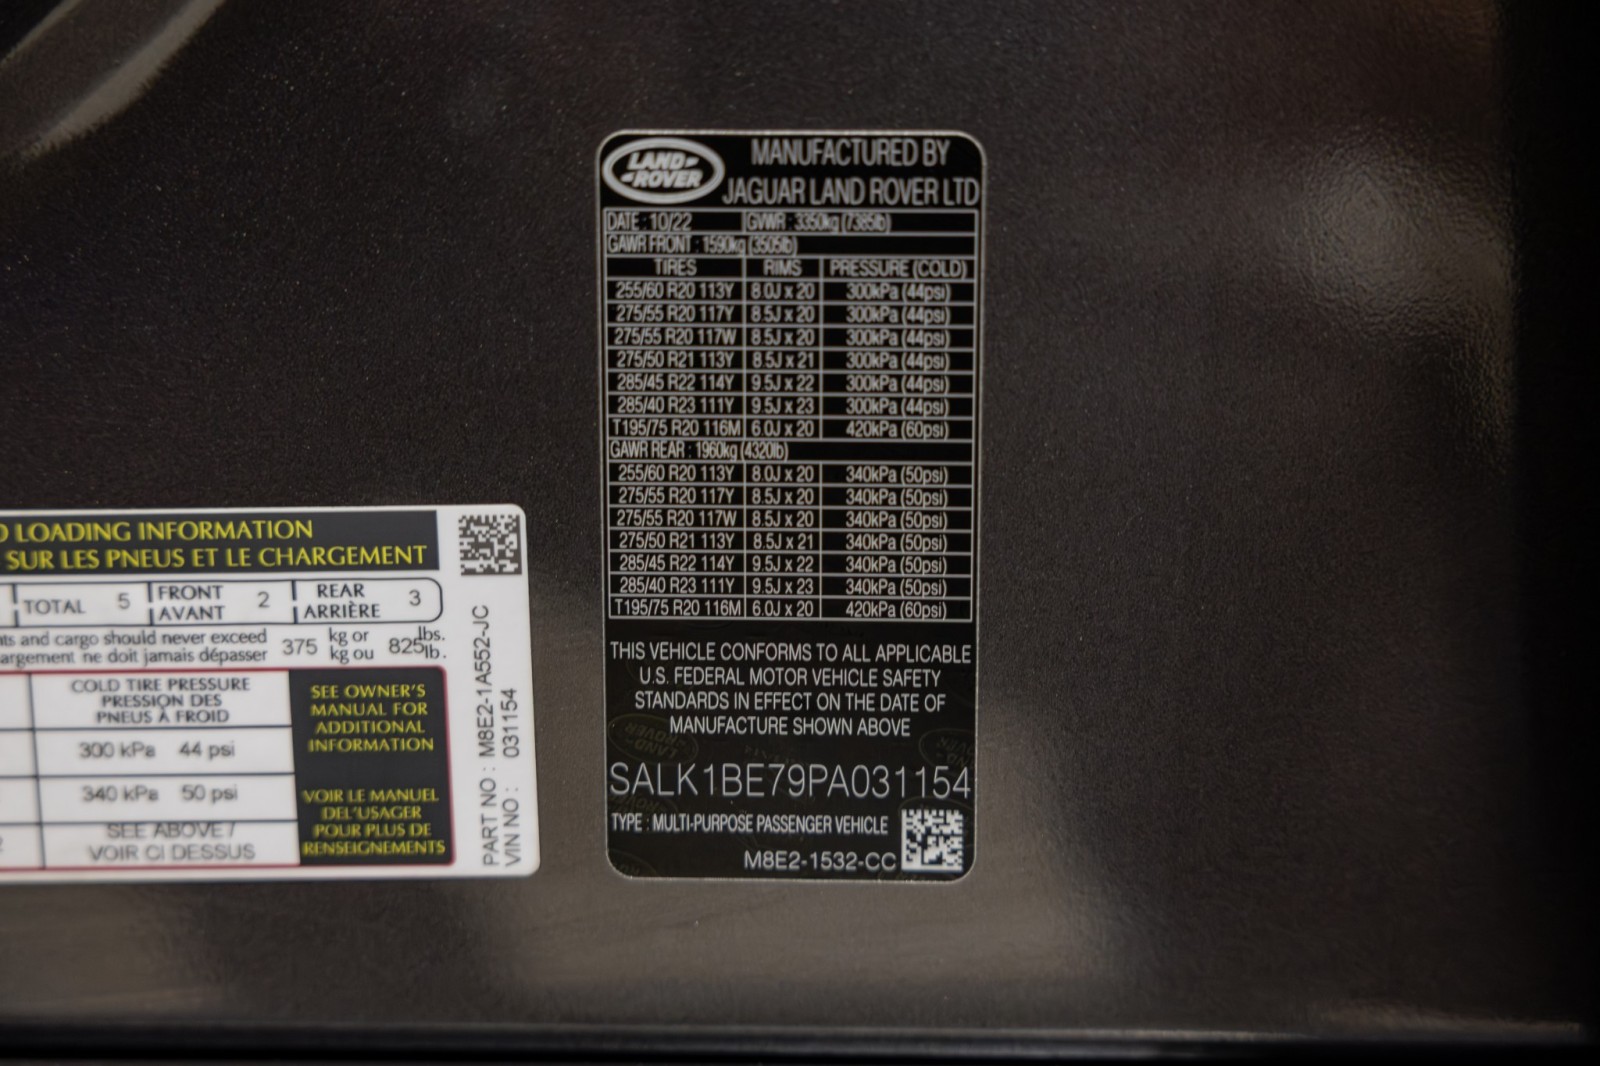 LAND-
-ROVER
MANUFACTURED BY
JAGUAR LAND ROVER LTD
DATE : 10/22 GVWR : 3350kg (7385lb)
GAWR FRONT : 1590kg (3505lb)
TIRES RIMS PRESSURE (COLD)
255/60 R20 113Y 8.0J x 20 300kPa (44psi)
275/55 R20 117Y 8.5J x 20 300kPa (44psi)
275/55 R20 117W 8.5J x 20 300kPa (44psi)
275/50 R21 113Y 8.5J x 21 300kPa (44psi)
285/45 R22 114Y 9.5J x 22 300kPa (44psi)
285/40 R23 111Y 9.5J x 23 300kPa (44psi)
T195/75 R20 116M 6.0J x 20 420kPa (60psi)
GAWR REAR : 1960kg (4320lb)
255/60 R20 113Y 8.0J x 20 340kPa (50psi)
275/55 R20 117Y 8.5J x 20 340kPa (50psi)
275/55 R20 117W 8.5J x 20 340kPa (50psi)
275/50 R21 113Y 8.5J x 21 340kPa (50psi)
285/45 R22 114Y 9.5J x 22 340kPa (50psi)
285/40 R23 111Y 9.5J x 23 340kPa (50psi)
T195/75 R20 116M 6.0J x 20 420kPa (60psi)
THIS VEHICLE CONFORMS TO ALL APPLICABLE
U.S. FEDERAL MOTOR VEHICLE SAFETY
STANDARDS IN EFFECT ON THE DATE OF
MANUFACTURE SHOWN ABOVE
SALK1BE79PA031154
TYPE : MULTI-PURPOSE PASSENGER VEHICLE
M8E2-1532-CC
LOADING INFORMATION
SUR LES PNEUS ET LE CHARGEMENT
TOTAL 5 FRONT AVANT 2 REAR ARRIÈRE 3
and cargo should never exceed 375 kg or 825 lbs.
ne doit jamais dépasser kg ou lb.
COLD TIRE PRESSURE
PRESSION DES
PNEUS À FROID
300 kPa 44 psi
340 kPa 50 psi
SEE ABOVE /
VOIR CI DESSUS
SEE OWNER'S
MANUAL FOR
ADDITIONAL
INFORMATION
VOIR LE MANUEL
DEL'USAGER
POUR PLUS DE
RENSEIGNEMENTS
PART NO : M8E2-1A552-JC
VIN NO : 031154